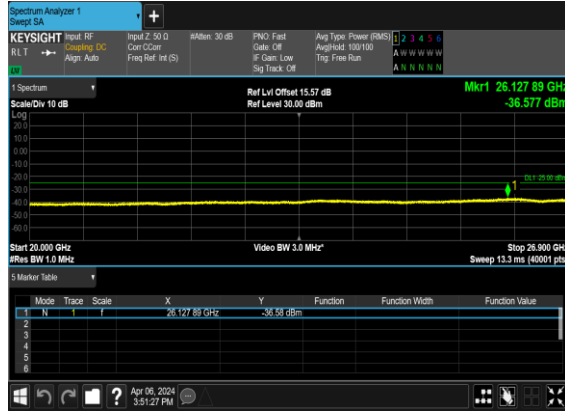 Spectrum Analyzer 1
Swept SA
+
KEYSIGHT Input: RF Input Z: 50 Ω #Atten: 30 dB PNO: Fast Avg Type: Power (RMS) 1 2 3 4 5 6
RLT Coupling: DC Corr CCorr Gate: Off Avg|Hold: 100/100 A W W W W W
Align: Auto Freq Ref: Int (S) IF Gain: Low Trig: Free Run
Sig Track: Off A N N N N N
LV
1 Spectrum Ref Lvl Offset 15.57 dB Mkr1 26.127 89 GHz
Scale/Div 10 dB Ref Level 30.00 dBm -36.577 dBm
Log
20.0
10.0
0.00
-10.0
-20.0
DL1 -25.00 dBm
1
-30.0
-40.0
-50.0
-60.0
Start 20.000 GHz Video BW 3.0 MHz* Stop 26.900 GHz
#Res BW 1.0 MHz Sweep 13.3 ms (40001 pts)
5 Marker Table
Mode Trace Scale X Y Function Function Width Function Value
1 N 1 f 26.127 89 GHz -36.58 dBm
2
3
4
5
6
? Apr 06, 2024
3:51:27 PM